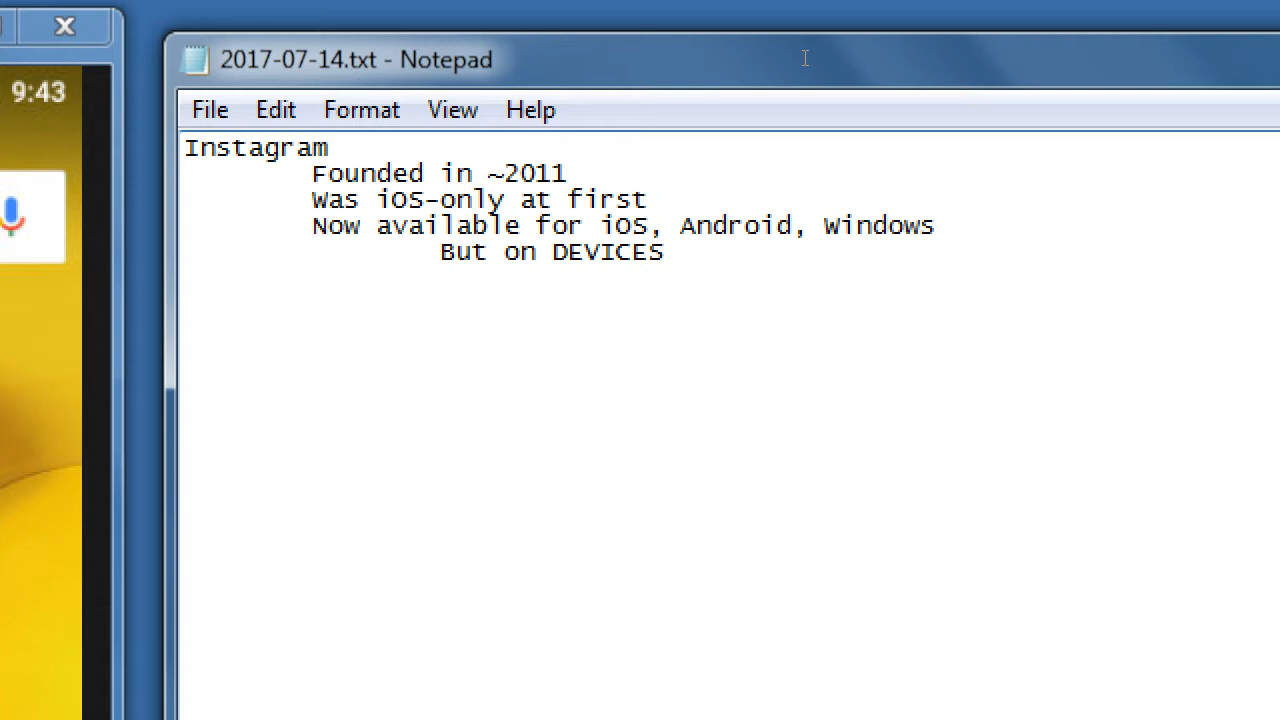 9:43
2017-07-14.txt - Notepad
File Edit Format View Help
Instagram
Founded in ~2011
Was iOS-only at first
Now available for iOS, Android, Windows
But on DEVICES